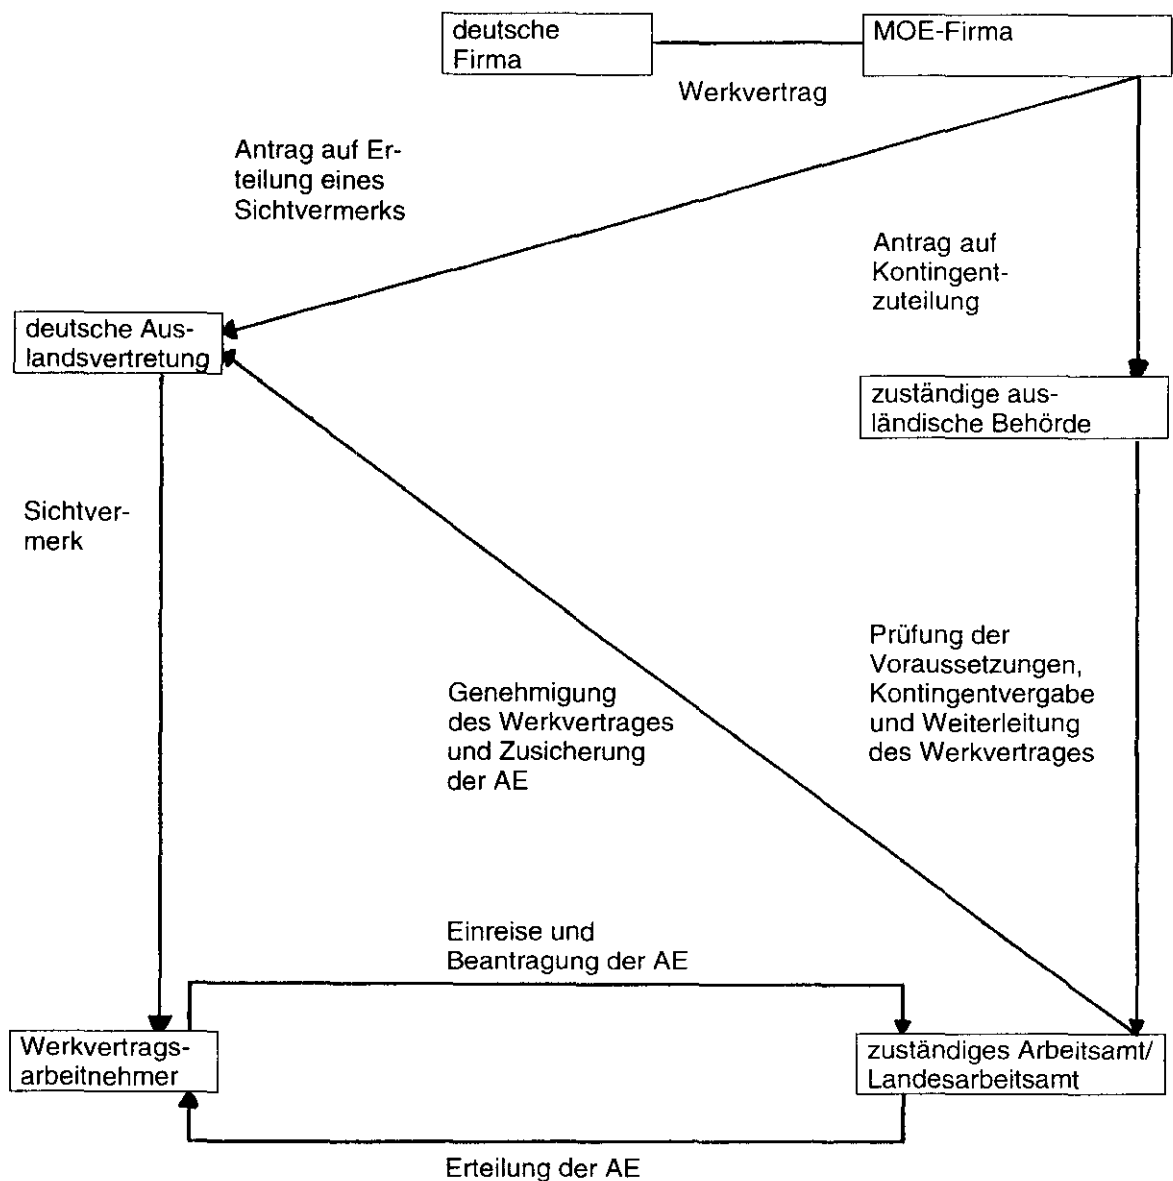 deutsche
Firma
MOE-Firma
Werkvertrag
Antrag auf Er-
teilung eines
Sichtvermerks
Antrag auf
Kontingent-
zuteilung
deutsche Aus-
landsvertretung
zuständige aus-
ländische Behörde
Sichtver-
merk
Prüfung der
Voraussetzungen,
Kontingentvergabe
und Weiterleitung
des Werkvertrages
Genehmigung
des Werkvertrages
und Zusicherung
der AE
Einreise und
Beantragung der AE
Werkvertrags-
arbeitnehmer
zuständiges Arbeitsamt/
Landesarbeitsamt
Erteilung der AE